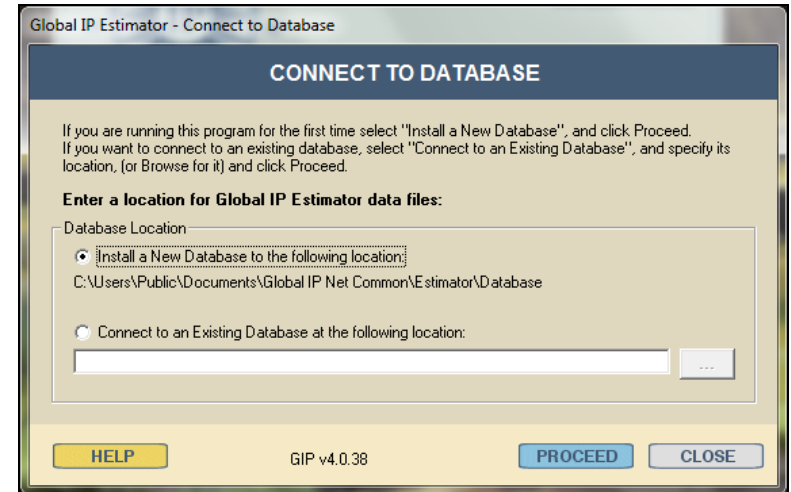 Global IP Estimator - Connect to Database
CONNECT TO DATABASE
If you are running this program for the first time select "Install a New Database", and click Proceed.
If you want to connect to an existing database, select "Connect to an Existing Database", and specify its
location, (or Browse for it) and click Proceed.
Enter a location for Global IP Estimator data files:
Database Location
Install a New Database to the following location:
C:\Users\Public\Documents\Global IP Net Common\Estimator\Database
Connect to an Existing Database at the following location:
...
HELP GIP v4.0.38 PROCEED CLOSE